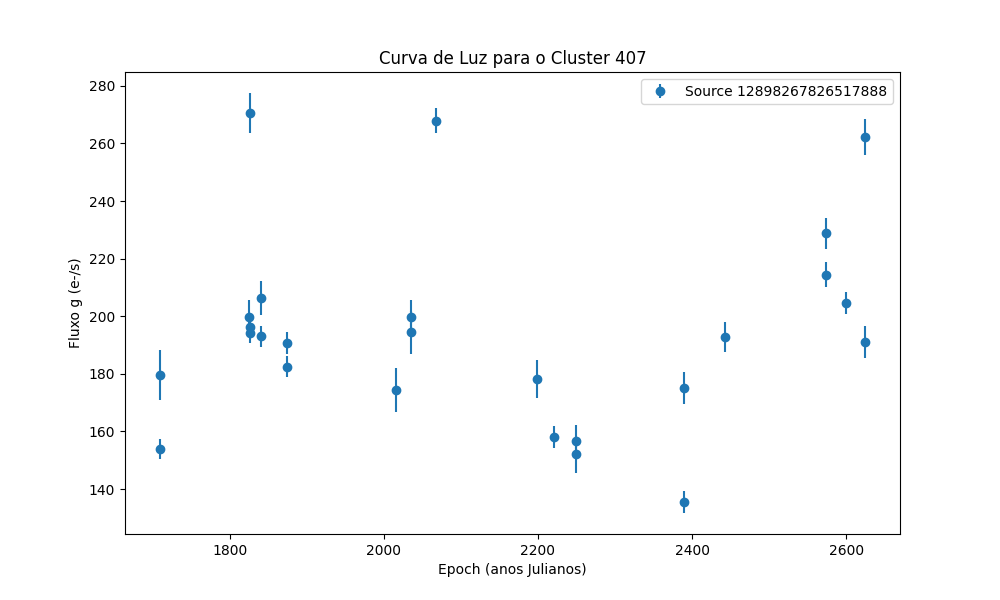 Curva de Luz para o Cluster 407
Source 12898267826517888
280
260
240
220
200
180
160
140
Fluxo g (e-/s)
1800 2000 2200 2400 2600
Epoch (anos Julianos)